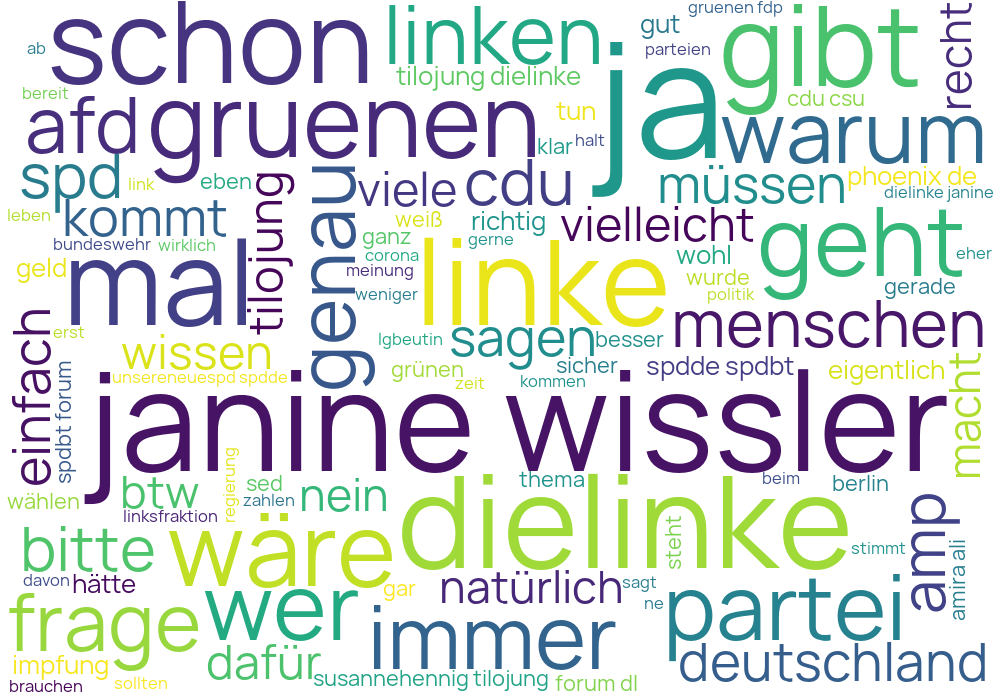 schon
linken
ja
gibt
gruenen fdp
gut
parteien
recht
ab
tilojung dielinke
cdu csu
bereit
afd
gruenen
tun
warum
klar
halt
spd
link
eben
tilojung
genau
viele
cdu
müssen
phoenix de
dielinke janine
leben
kommt
weiß
richtig
vielleicht
geht
bundeswehr
wirklich
ganz
gerne
wohl
eher
corona
geld
mal
meinung
linke
wurde
gerade
weniger
politik
einfach
erst
lgbeutin
sagen
besser
menschen
wissen
spdbt forum
unsereneuespd spdde
grünen
zeit
sicher
kommen
spdde spdbt
eigentlich
macht
janine wissler
wählen
btw
sed
zahlen
regierung
nein
thema
beim
berlin
linksfraktion
dielinke
steht
amp
amira ali
bitte
wäre
stimmt
davon
hätte
gar
natürlich
sagt
ne
frage
wer
immer
partei
impfung
dafür
deutschland
brauchen
sollten
susannehennig tilojung
forum dl